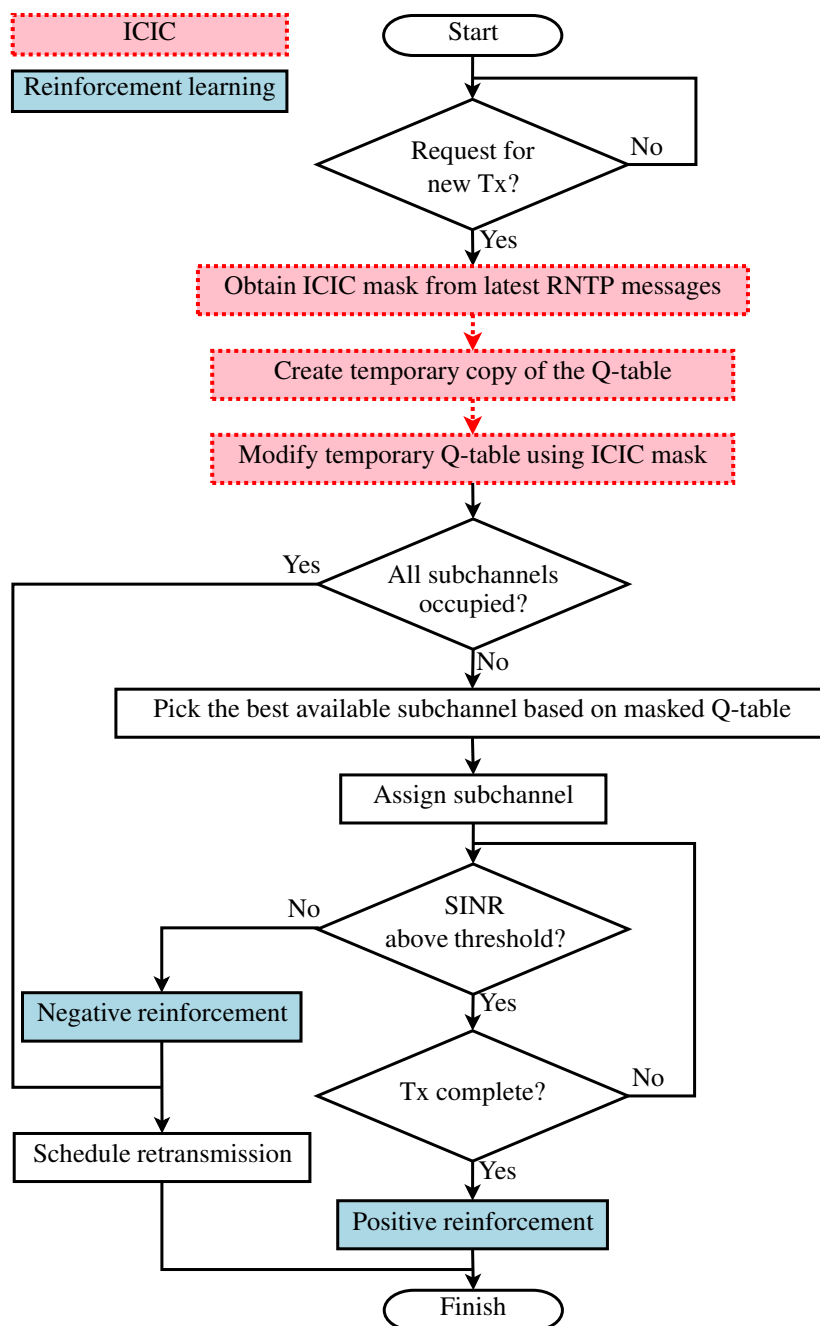 ICIC
Reinforcement learning
Start
Request for
new Tx?
No
Yes
Obtain ICIC mask from latest RNTP messages
Create temporary copy of the Q-table
Modify temporary Q-table using ICIC mask
Yes
All subchannels
occupied?
No
Pick the best available subchannel based on masked Q-table
Assign subchannel
No
SINR
above threshold?
Yes
Negative reinforcement
Tx complete?
No
Schedule retransmission
Yes
Positive reinforcement
Finish